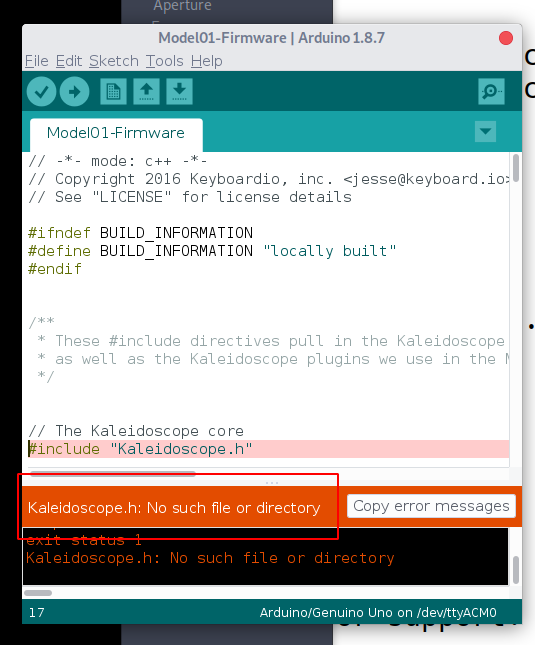 Aperture
Model01-Firmware | Arduino 1.8.7
File Edit Sketch Tools Help
Model01-Firmware
// -*- mode: c++ -*-
// Copyright 2016 Keyboardio, inc. <jesse@keyboard.io>
// See "LICENSE" for license details
#ifndef BUILD_INFORMATION
#define BUILD_INFORMATION "locally built"
#endif
/**
* These #include directives pull in the Kaleidoscope
* as well as the Kaleidoscope plugins we use in the M
*/
// The Kaleidoscope core
#include "Kaleidoscope.h"
Kaleidoscope.h: No such file or directory
Copy error messages
exit status 1
Kaleidoscope.h: No such file or directory
17
Arduino/Genuino Uno on /dev/ttyACM0